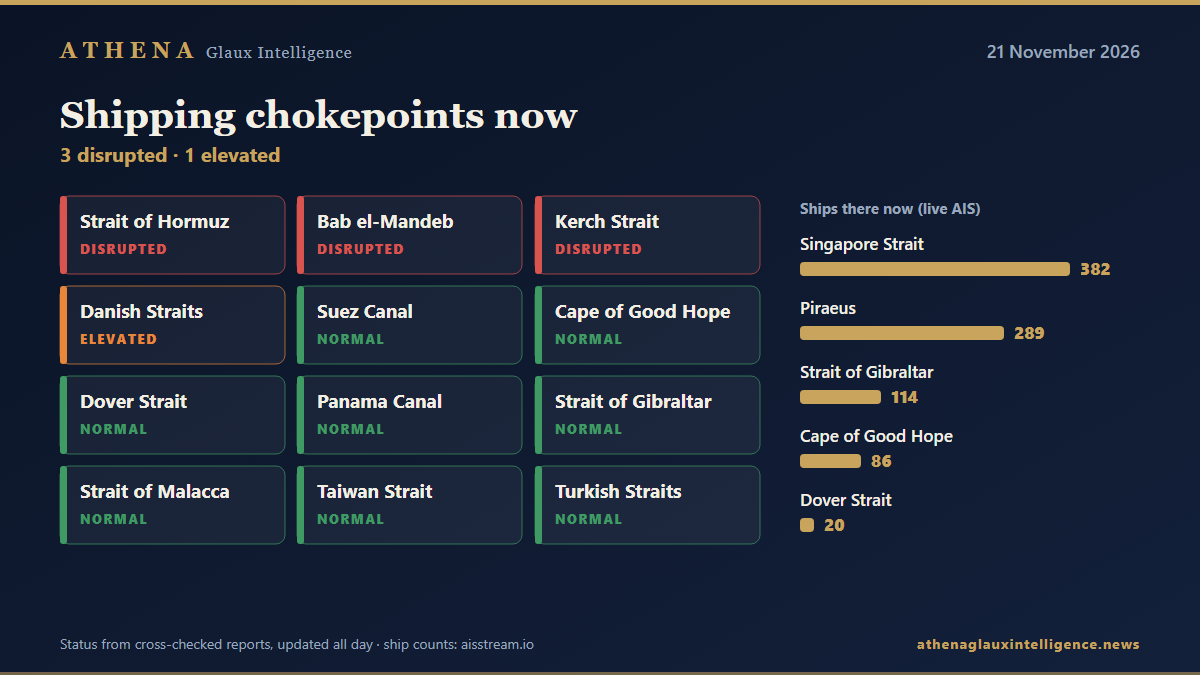 ATHENA Glaux Intelligence
21 November 2026
Shipping chokepoints now
3 disrupted · 1 elevated
Strait of Hormuz
DISRUPTED
Bab el-Mandeb
DISRUPTED
Kerch Strait
DISRUPTED
Danish Straits
ELEVATED
Suez Canal
NORMAL
Cape of Good Hope
NORMAL
Dover Strait
NORMAL
Panama Canal
NORMAL
Strait of Gibraltar
NORMAL
Strait of Malacca
NORMAL
Taiwan Strait
NORMAL
Turkish Straits
NORMAL
Ships there now (live AIS)
Singapore Strait
382
Piraeus
289
Strait of Gibraltar
114
Cape of Good Hope
86
Dover Strait
20
Status from cross-checked reports, updated all day · ship counts: aisstream.io
athenaglauxintelligence.news